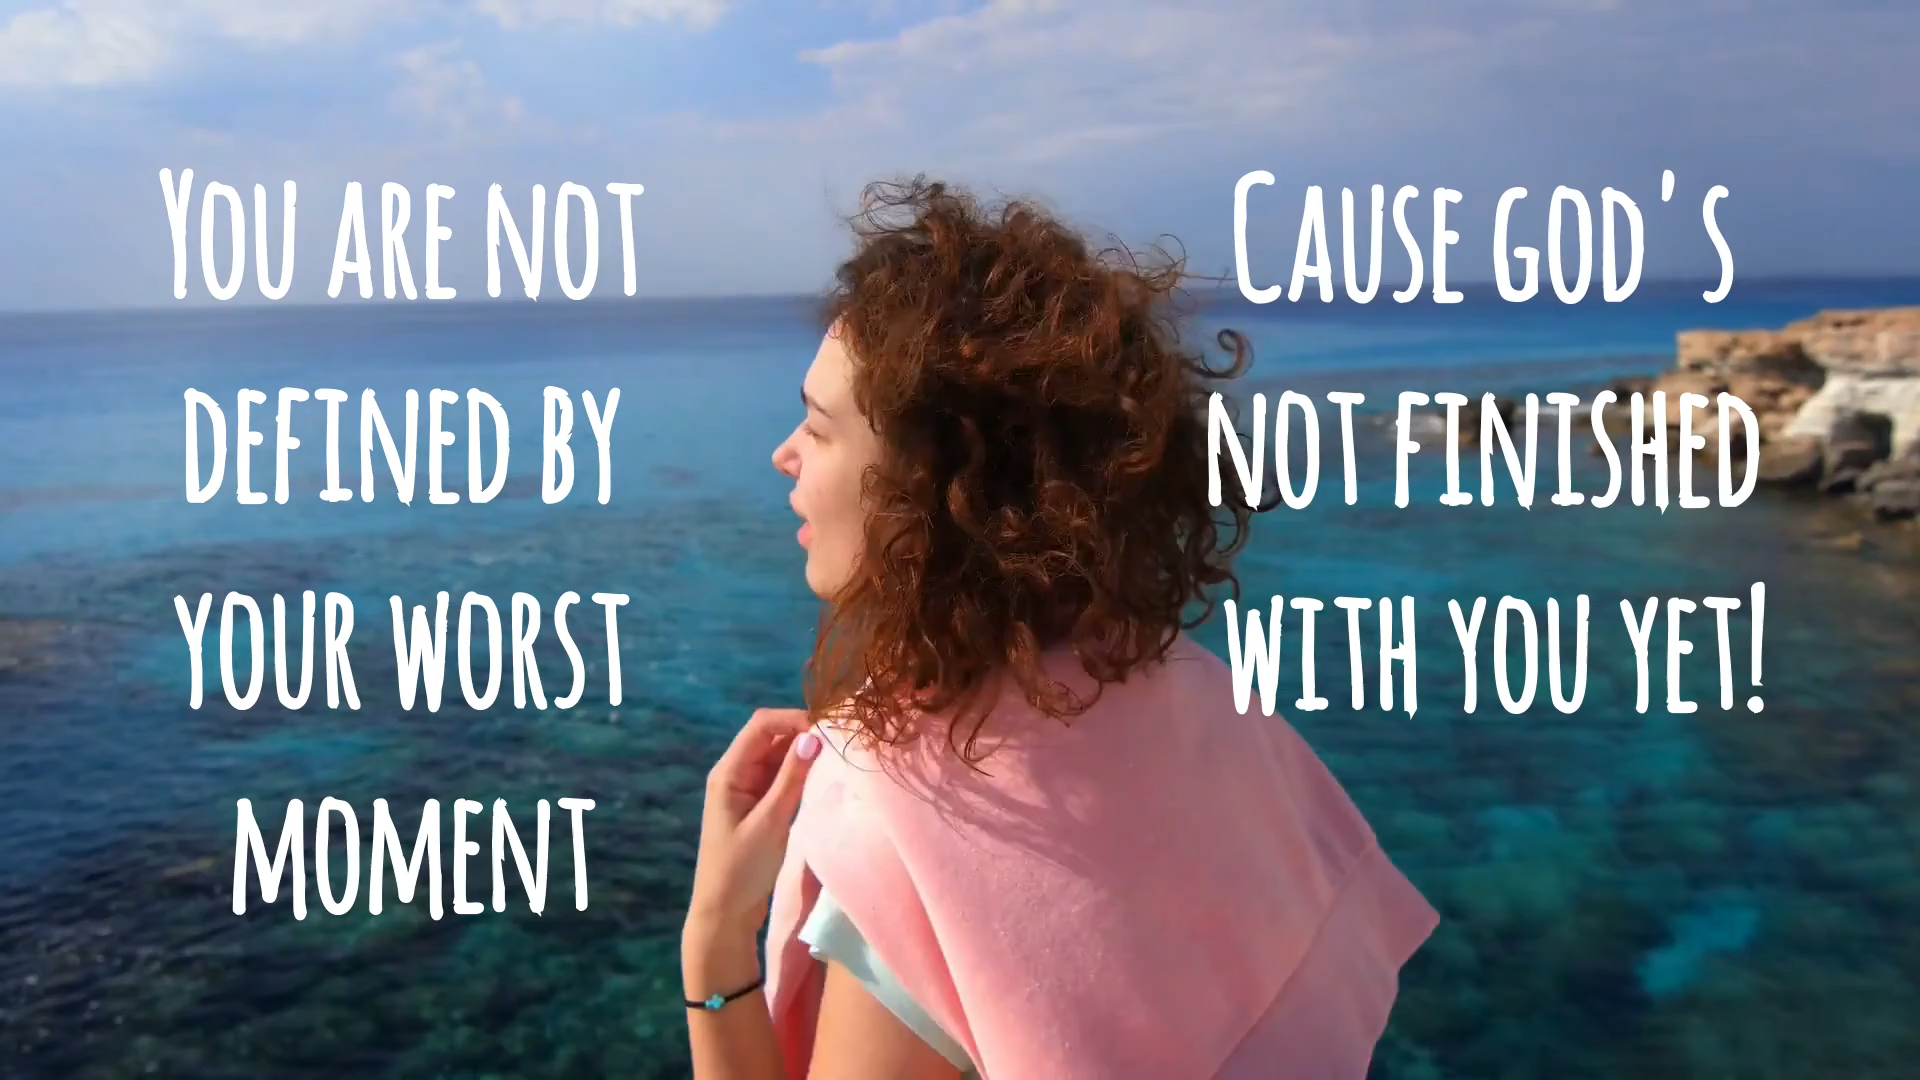 You are not
defined by
your worst
moment
Cause god's
not finished
with you yet!